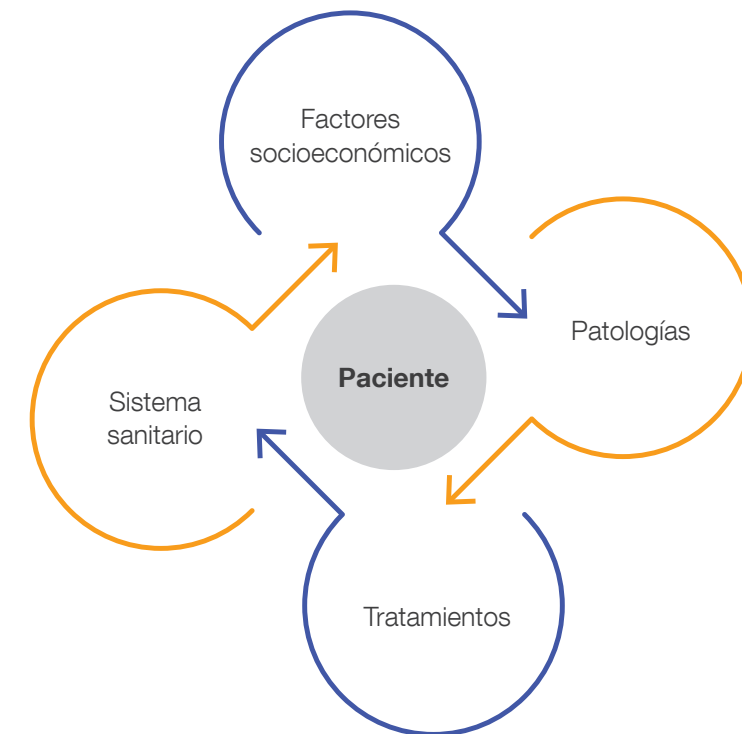 Factores
socioeconómicos
Patologías
Paciente
Sistema
sanitario
Tratamientos